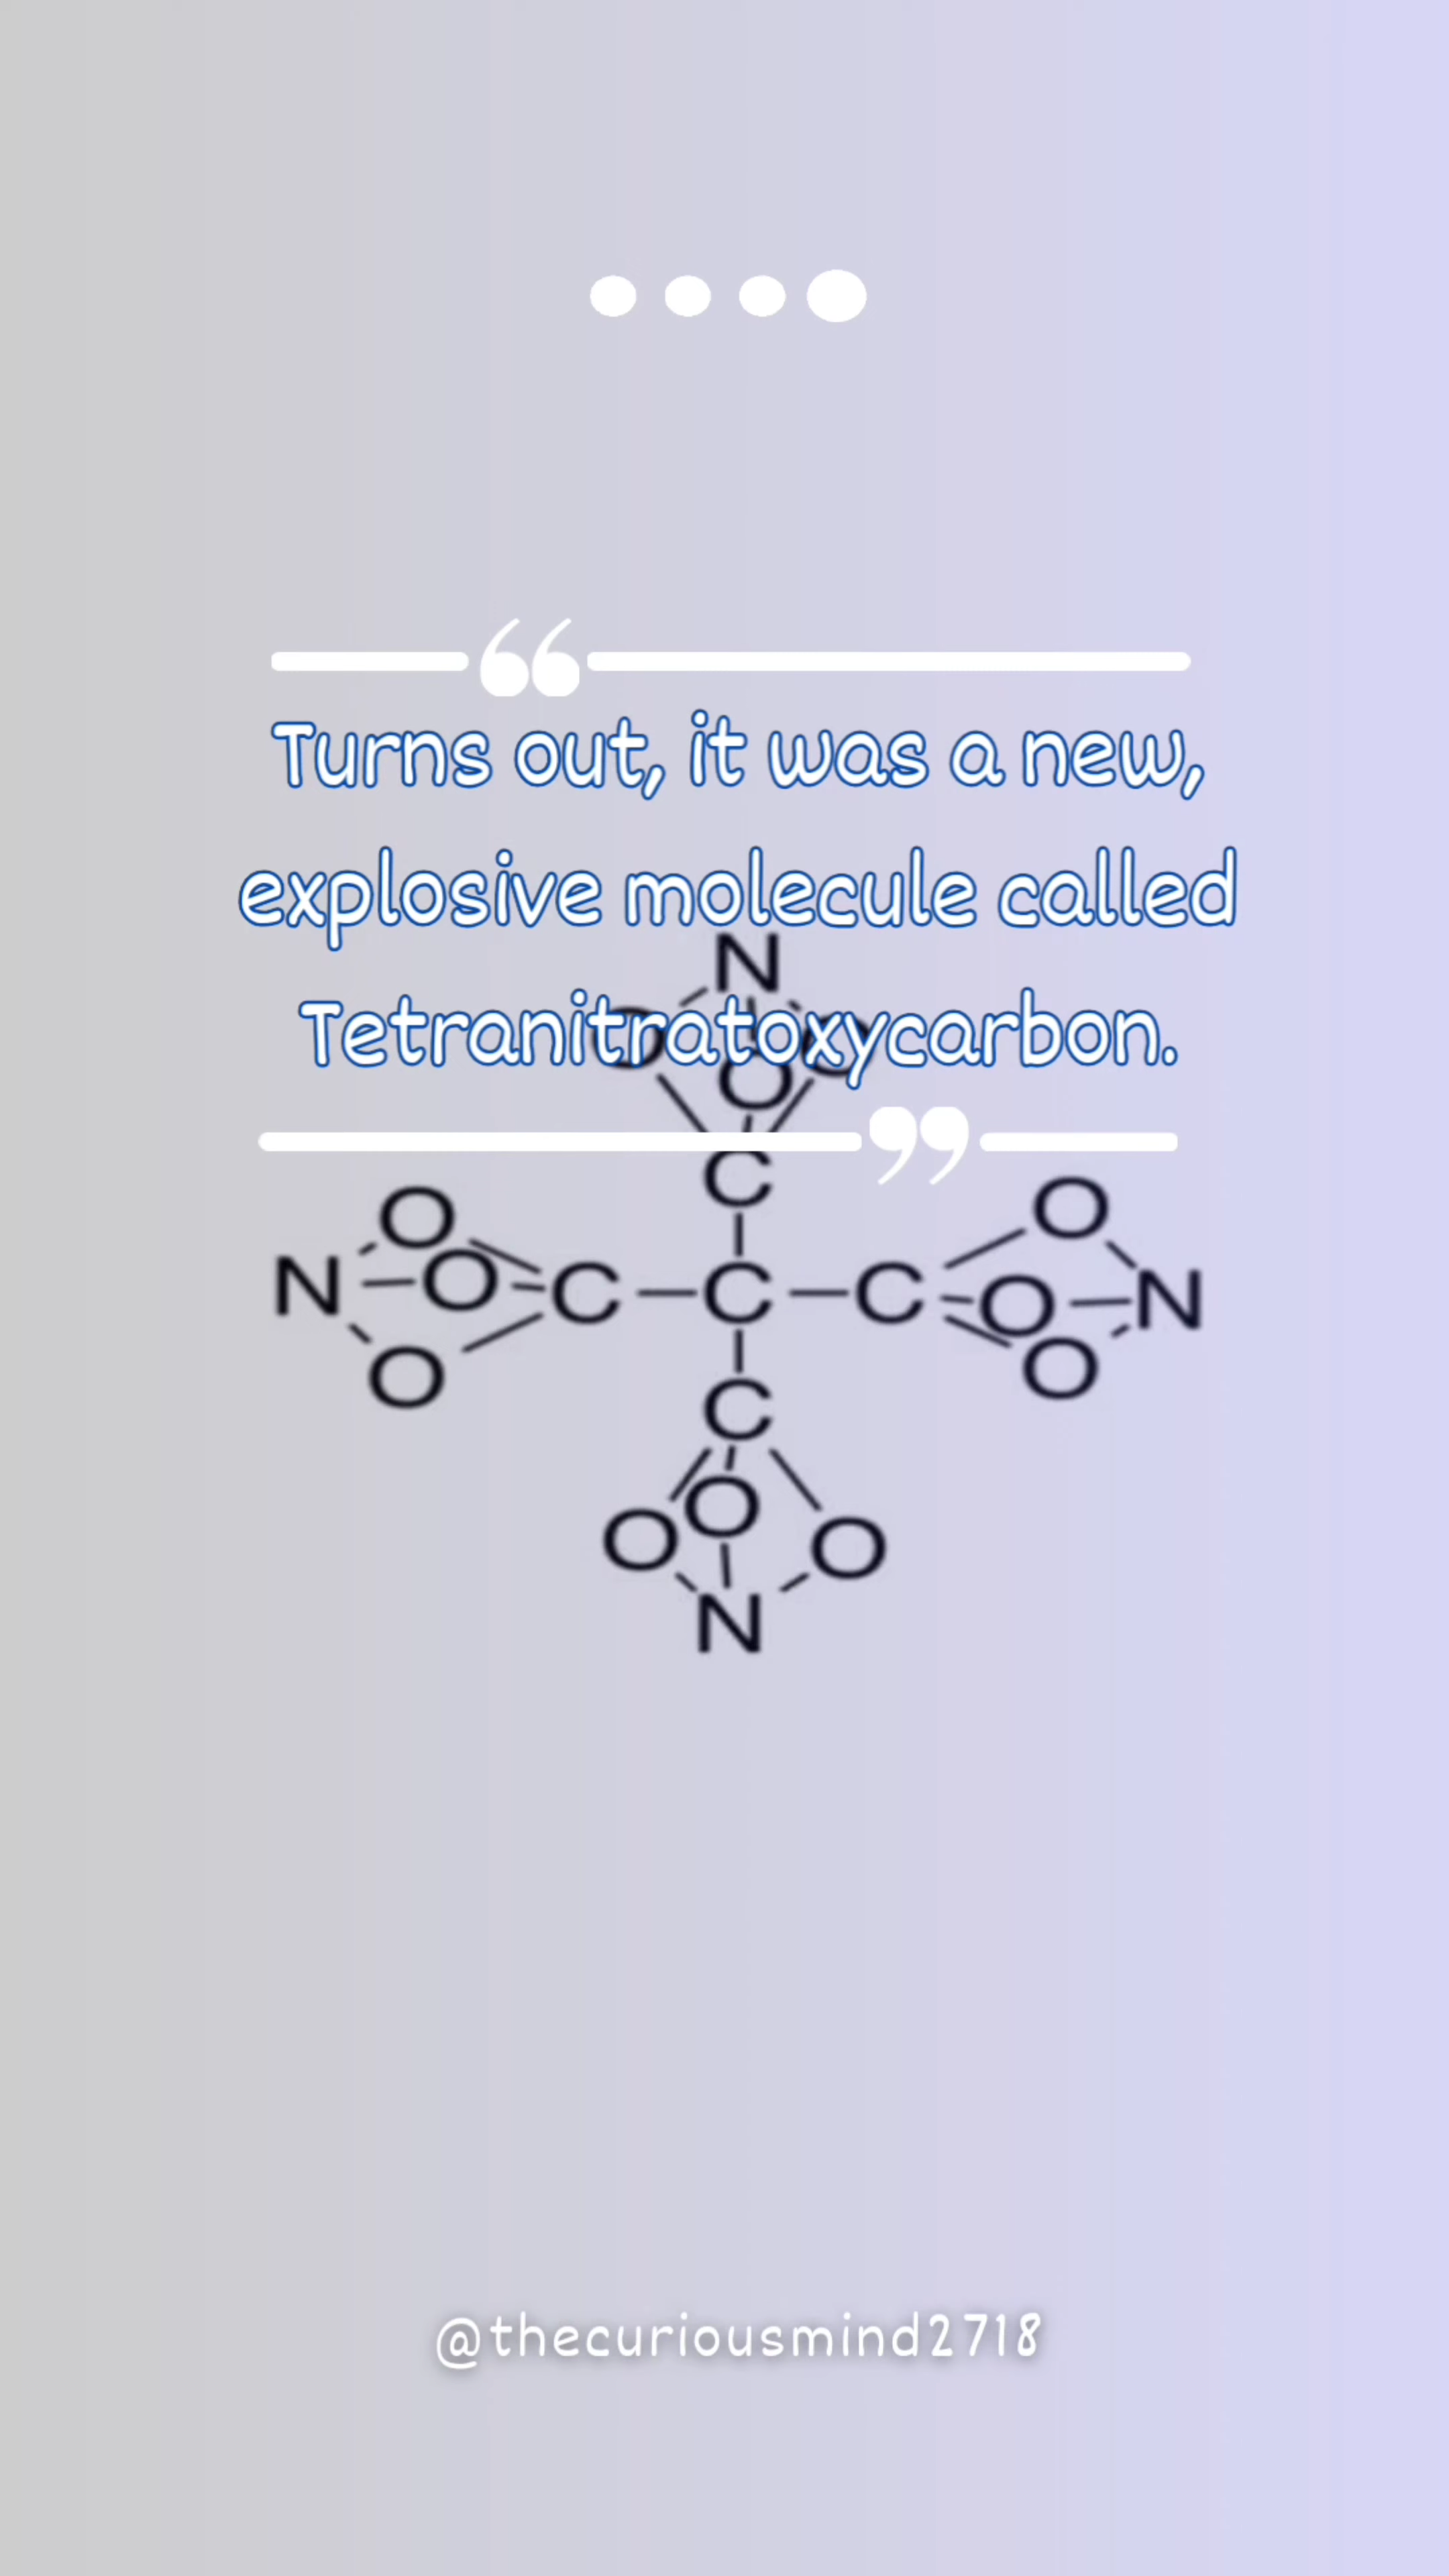 “
Turns out, it was a new,
explosive molecule called
Tetranitratoxycarbon.
”
N
O O O
C
O O
N O C C C O N
O O
C
O O O
N
@thecuriousmind2718